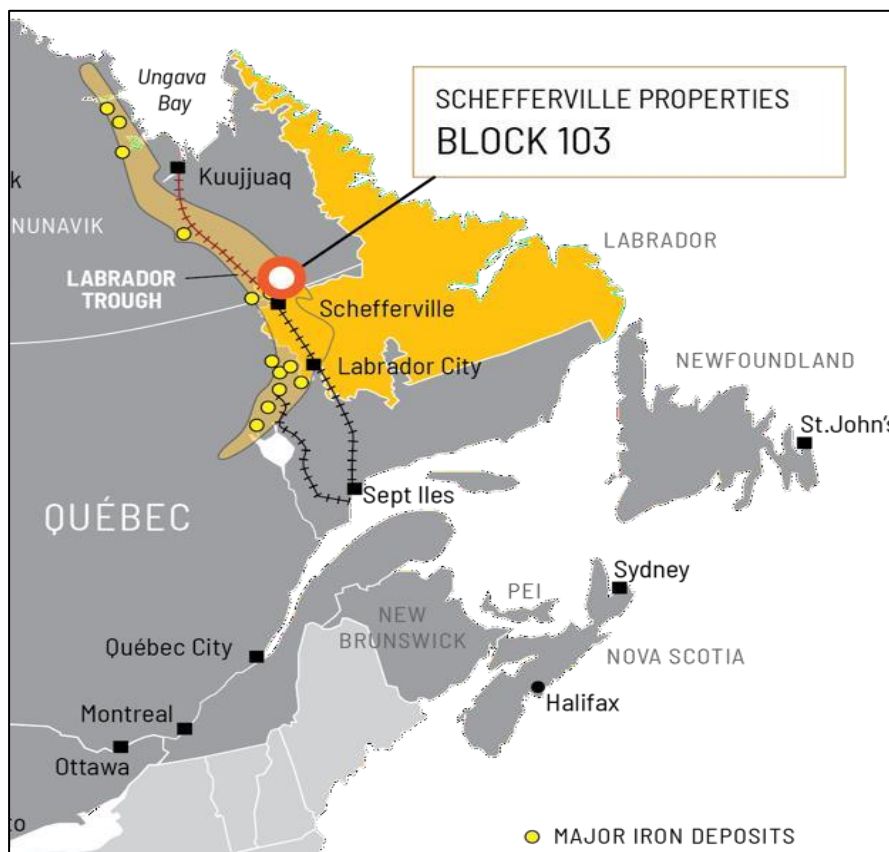 Ungava
Bay
SCHEFFERVILLE PROPERTIES
BLOCK 103
k
Kuujjuaq
NUNAVIK
LABRADOR
LABRADOR
TROUGH
Schefferville
Labrador City
NEWFOUNDLAND
St.John's
Sept Iles
QUÉBEC
Sydney
PEI
NEW
BRUNSWICK
Québec City
NOVA SCOTIA
Halifax
Montreal
Ottawa
to
MAJOR IRON DEPOSITS